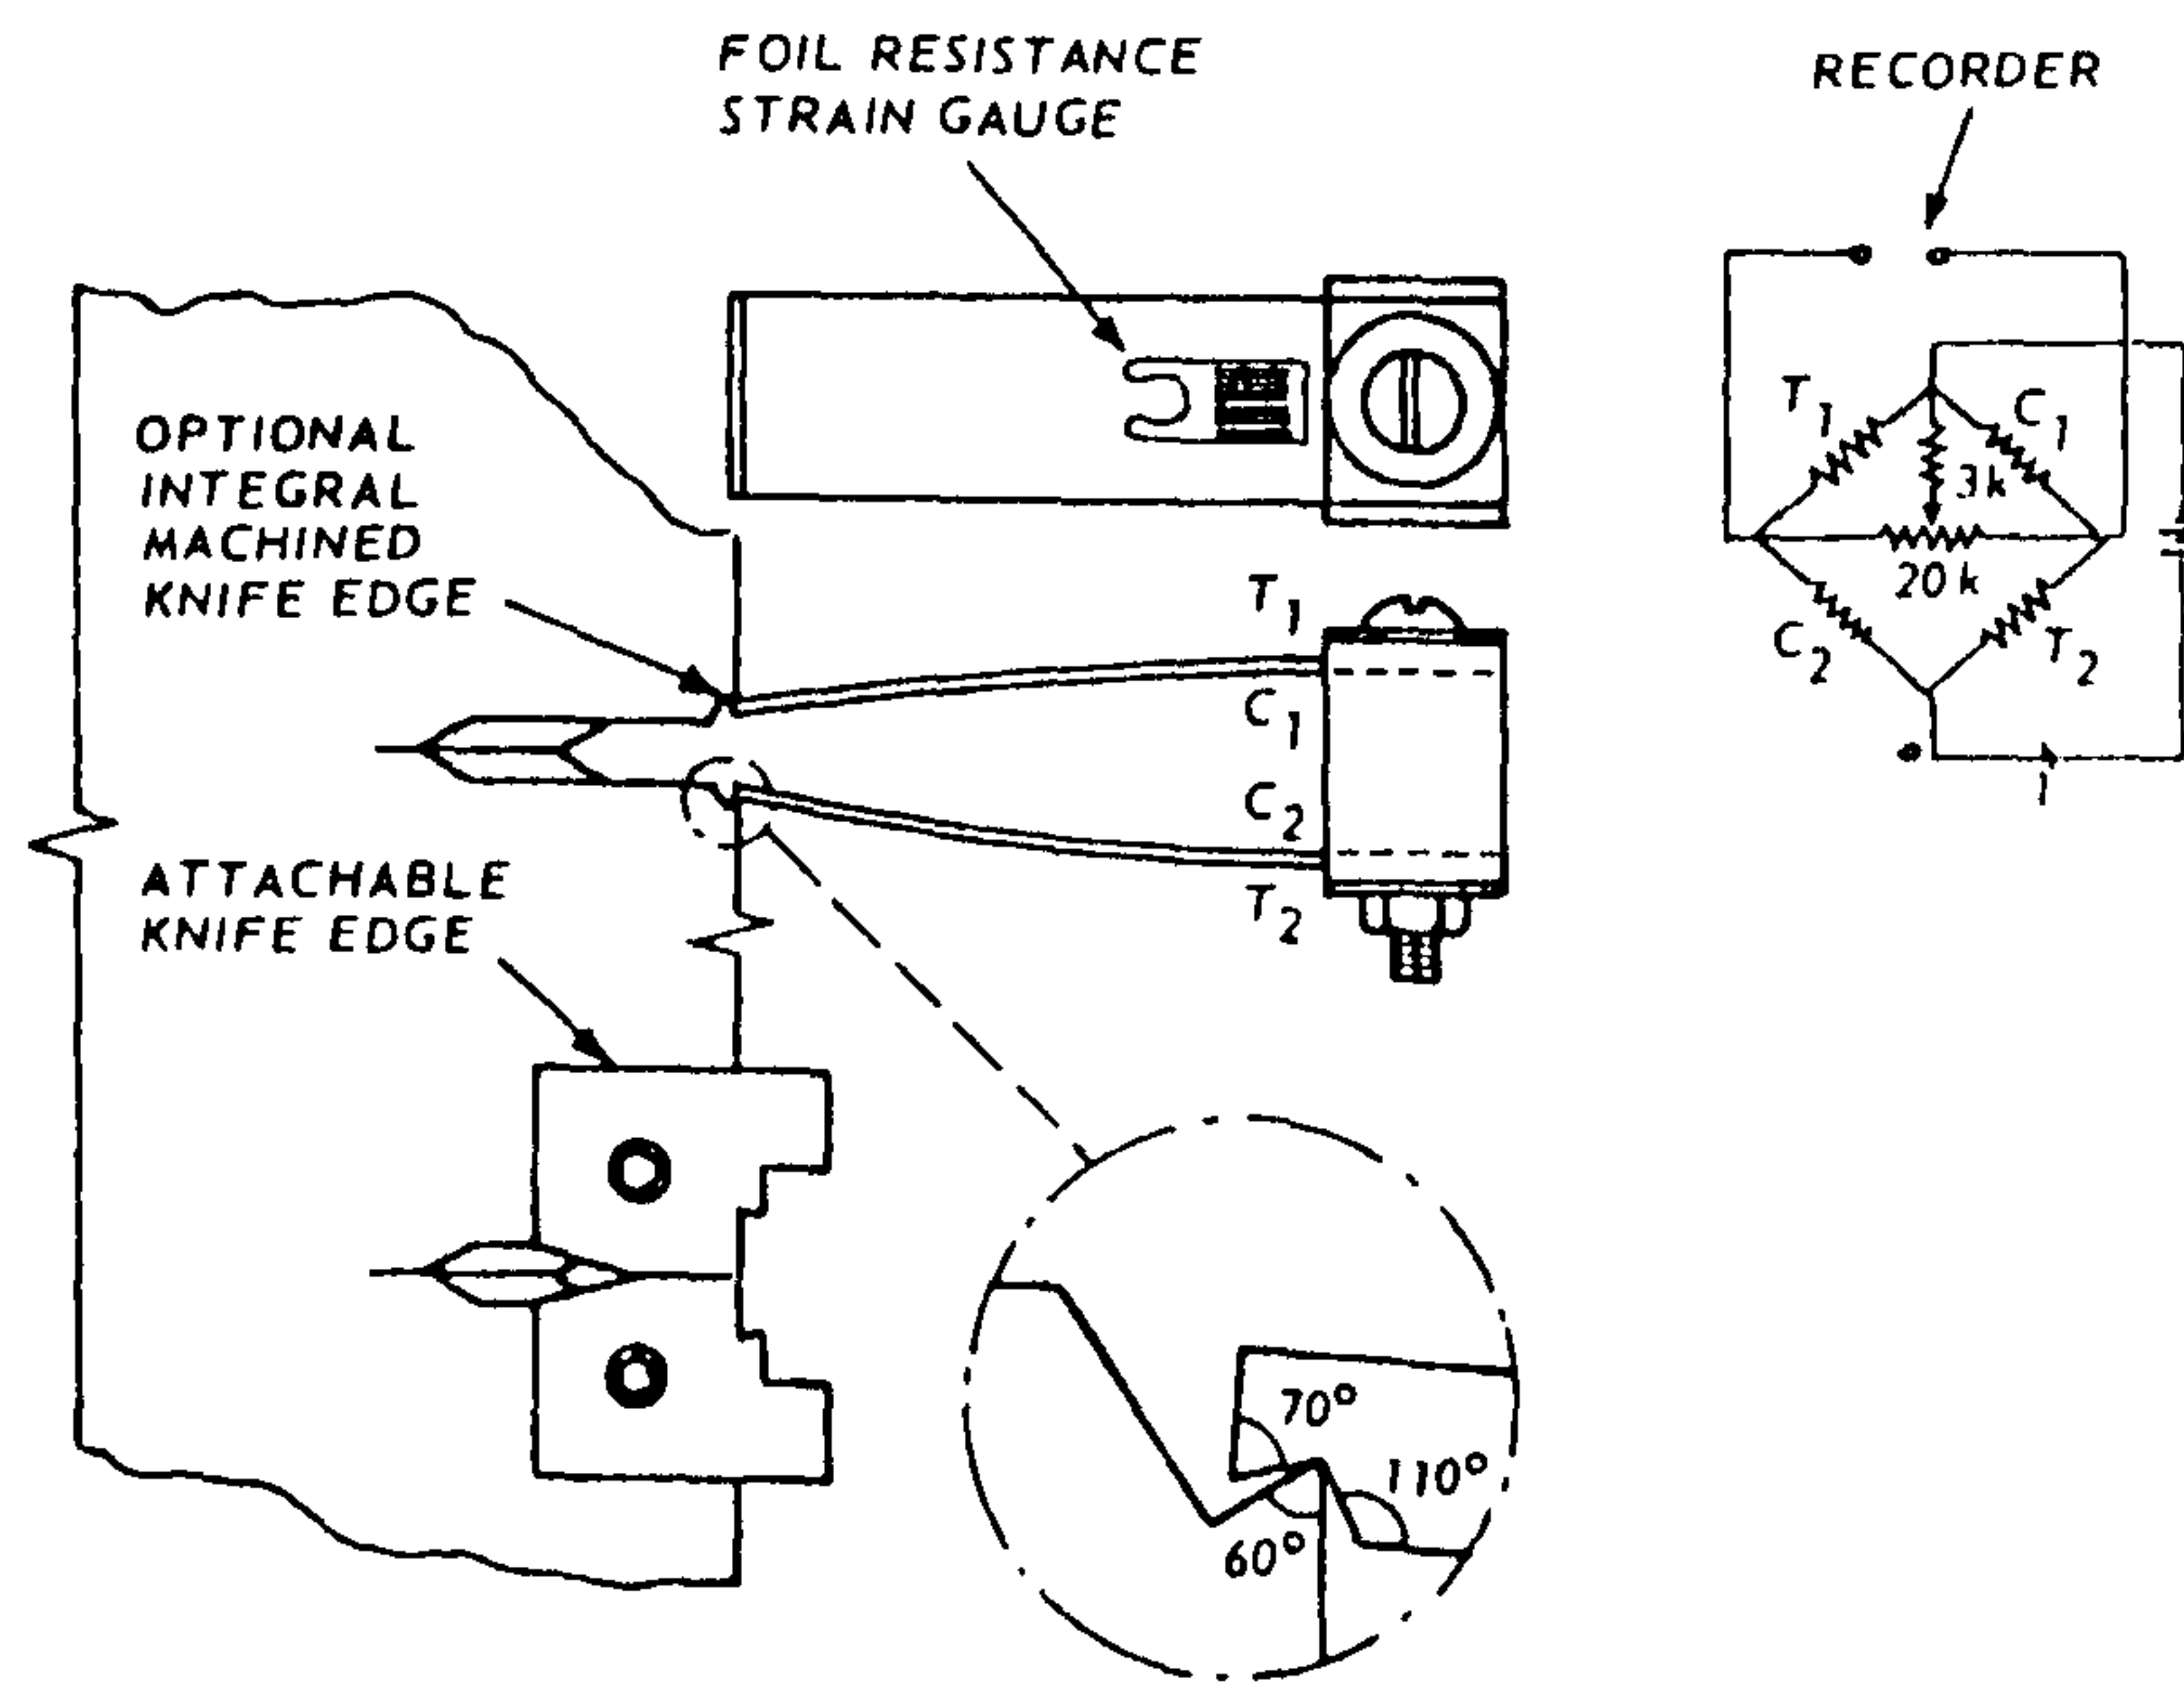 FOIL RESISTANCE
STRAIN GAUGE
RECORDER
OPTIONAL
INTEGRAL
MACHINED
KNIFE EDGE
T1
C1
3k
20 k
C2
T2
T1
C1
C2
T2
ATTACHABLE
KNIFE EDGE
70°
110°
60°